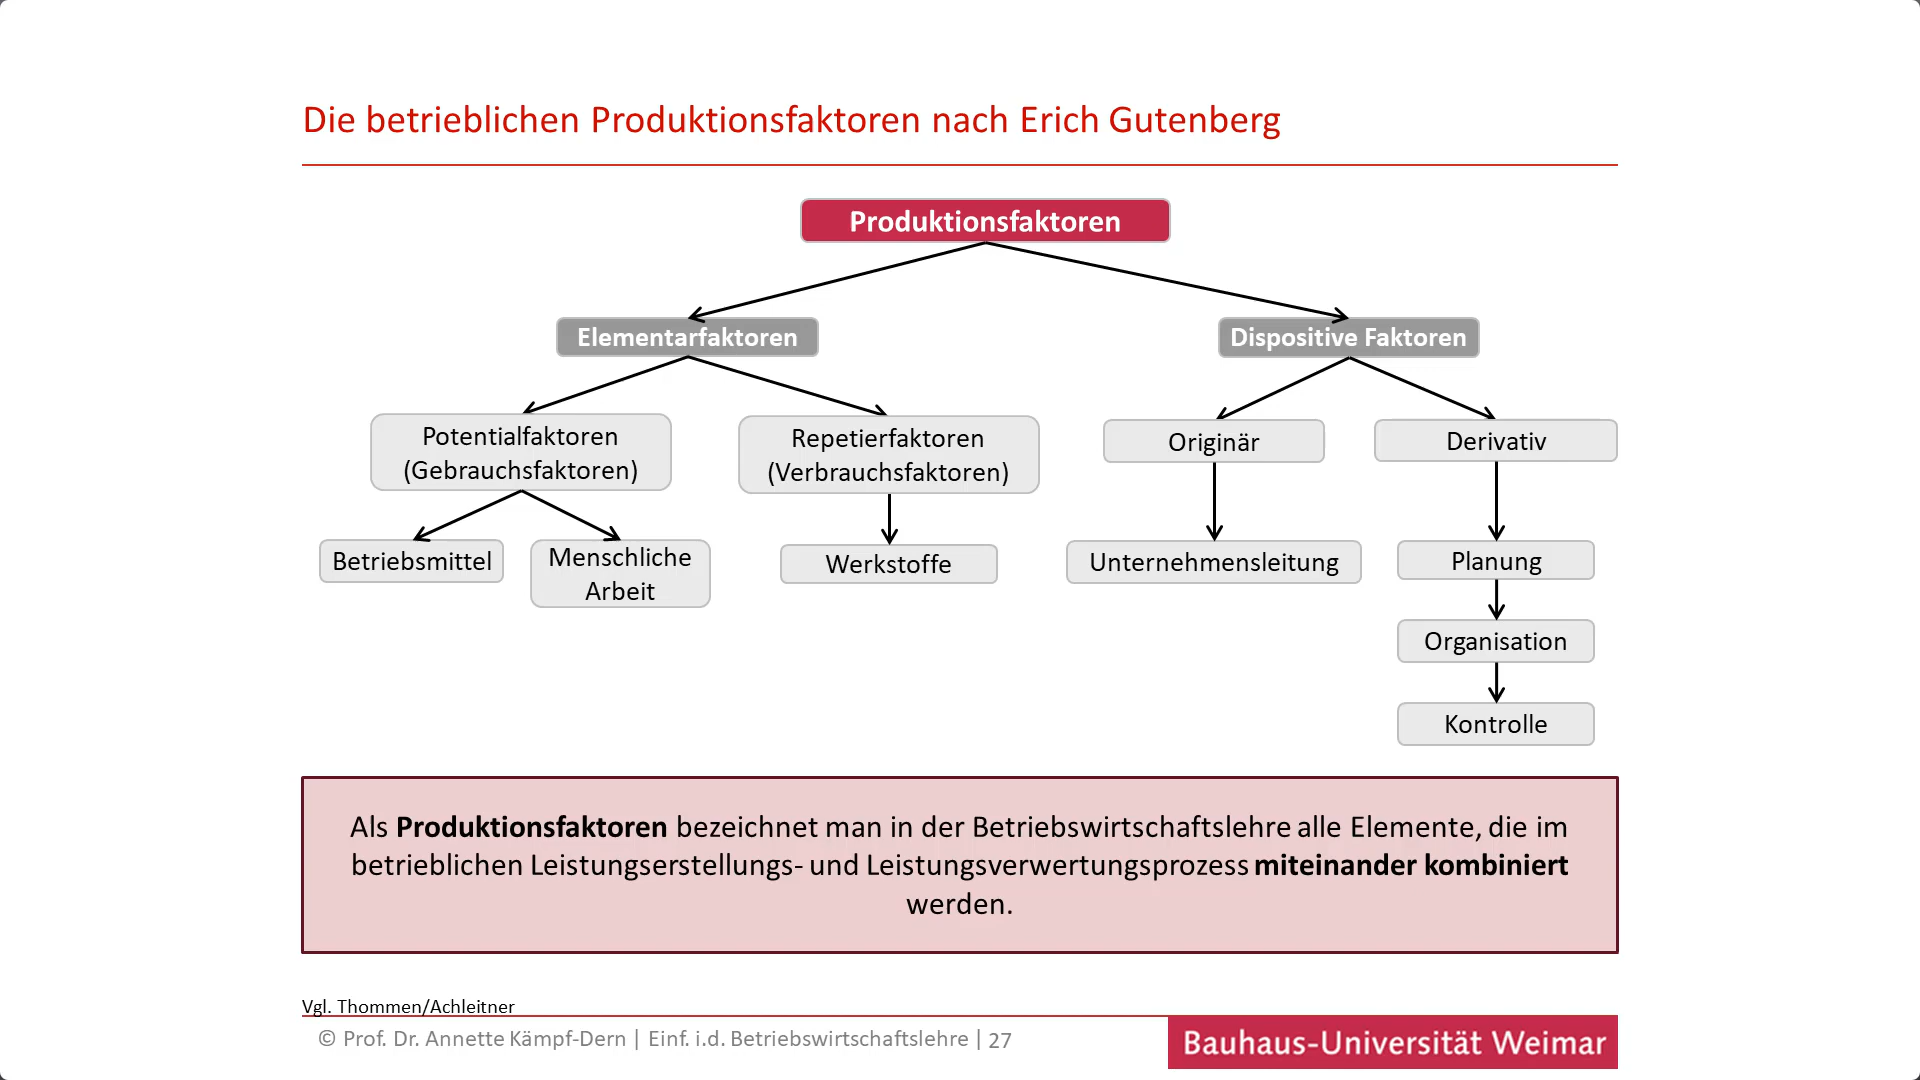 Die betrieblichen Produktionsfaktoren nach Erich Gutenberg
Produktionsfaktoren
Elementarfaktoren
Dispositive Faktoren
Potentialfaktoren
(Gebrauchsfaktoren)
Repetierfaktoren
(Verbrauchsfaktoren)
Originär
Derivativ
Betriebsmittel
Menschliche
Arbeit
Werkstoffe
Unternehmensleitung
Planung
Organisation
Kontrolle
Als Produktionsfaktoren bezeichnet man in der Betriebswirtschaftslehre alle Elemente, die im
betrieblichen Leistungserstellungs- und Leistungsverwertungsprozess miteinander kombiniert
werden.
Vgl. Thommen/Achleitner
© Prof. Dr. Annette Kämpf-Dern | Einf. i.d. Betriebswirtschaftslehre | 27
Bauhaus-Universität Weimar